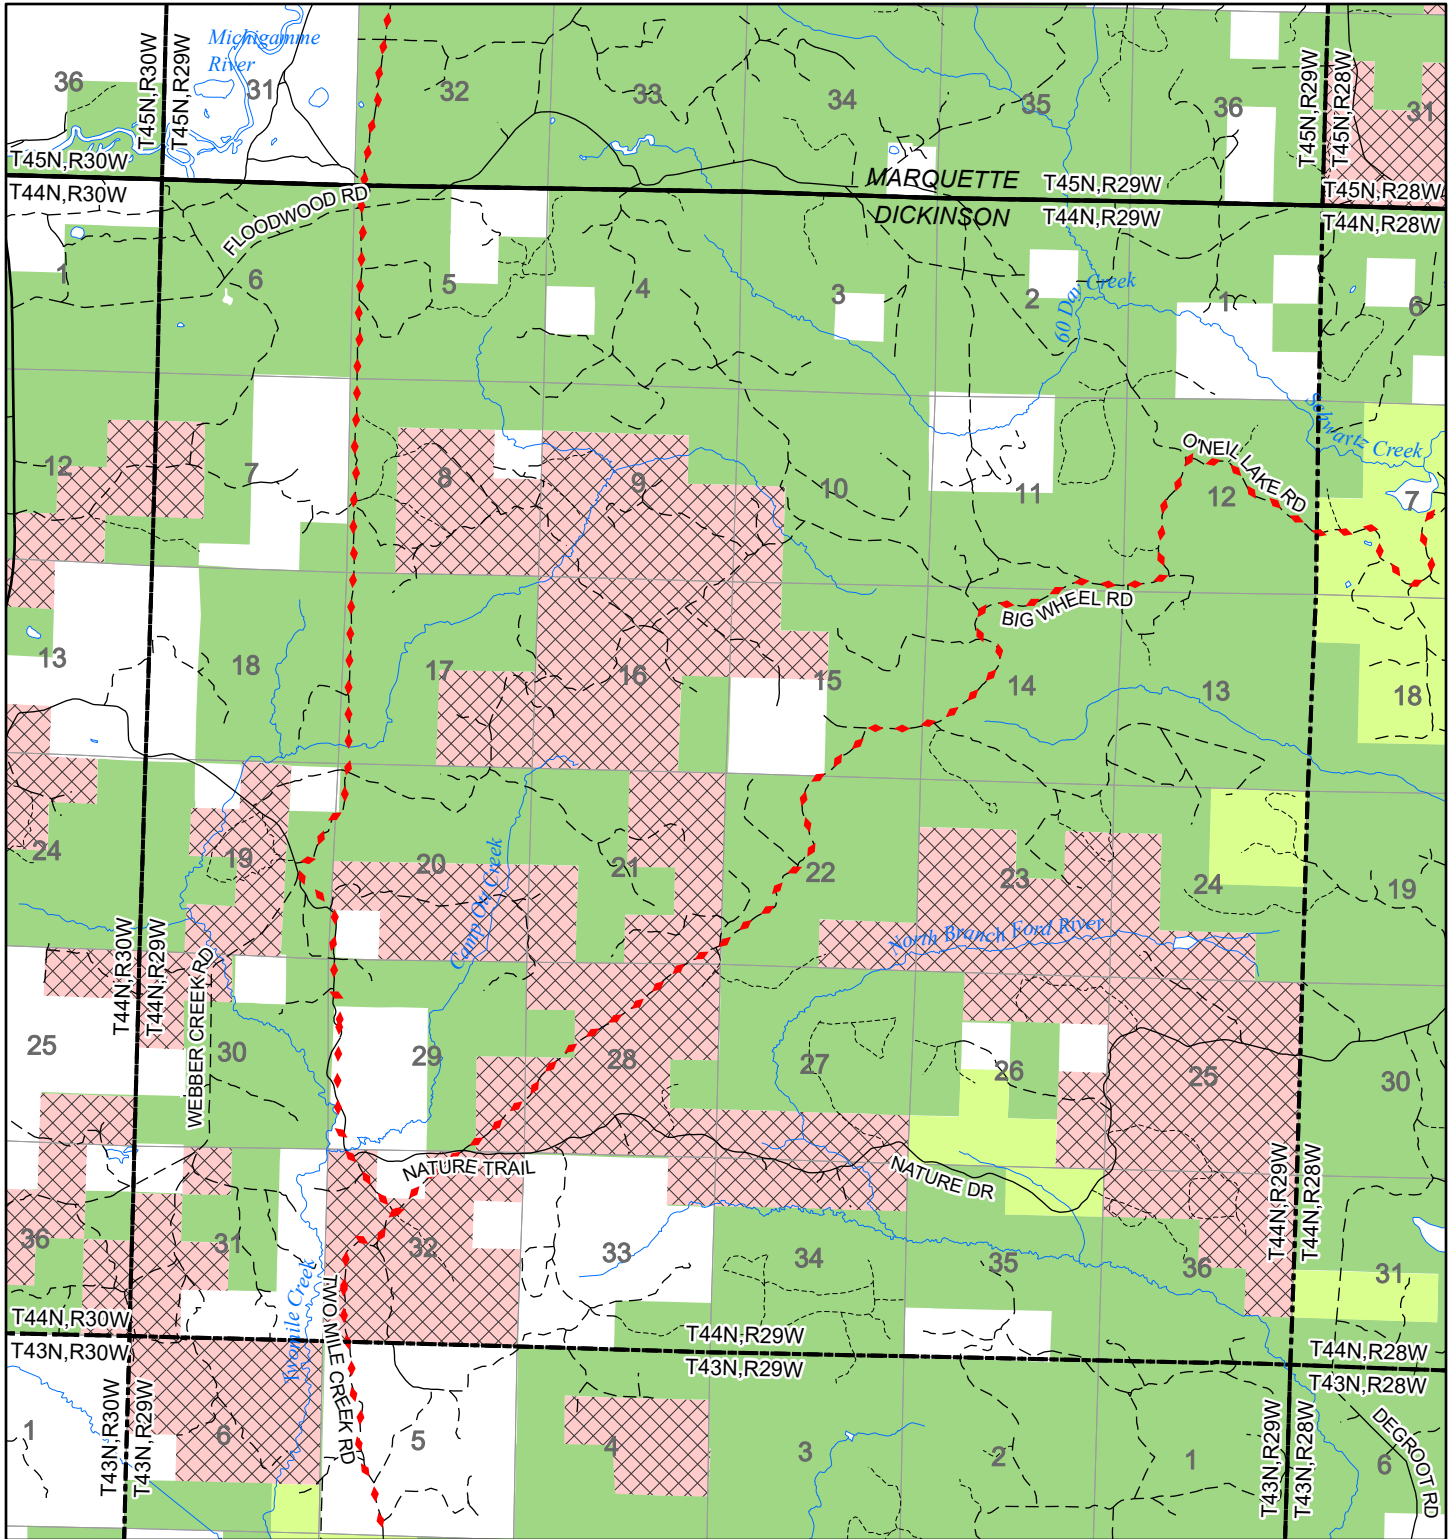 Michigamme
River
36
31
32
33
34
35
36
31
T45N,R30W
T45N,R29W
T45N,R29W
T45N,R28W
T45N,R30W
T44N,R30W
MARQUETTE
DICKINSON
T45N,R29W
T44N,R29W
T45N,R28W
T44N,R28W
FLOODWOOD RD
1
6
5
4
3
2
60 Day Creek
1
6
Schwartz Creek
12
7
8
9
10
11
O'NEIL LAKE RD
12
7
BIG WHEEL RD
13
18
17
16
15
14
13
18
24
19
20
Camp One Creek
21
22
23
24
19
North Branch Ford River
T44N,R30W
T44N,R29W
WEBBER CREEK RD
25
30
29
28
27
26
25
30
NATURE TRAIL
NATURE DR
T44N,R29W
T44N,R28W
36
31
32
33
34
35
36
31
Twomile Creek
TWO MILE CREEK RD
T44N,R30W
T43N,R30W
T44N,R29W
T43N,R29W
T44N,R28W
T43N,R28W
T43N,R30W
T43N,R29W
1
6
5
4
3
2
1
T43N,R29W
T43N,R28W
6
DEGROOT RD